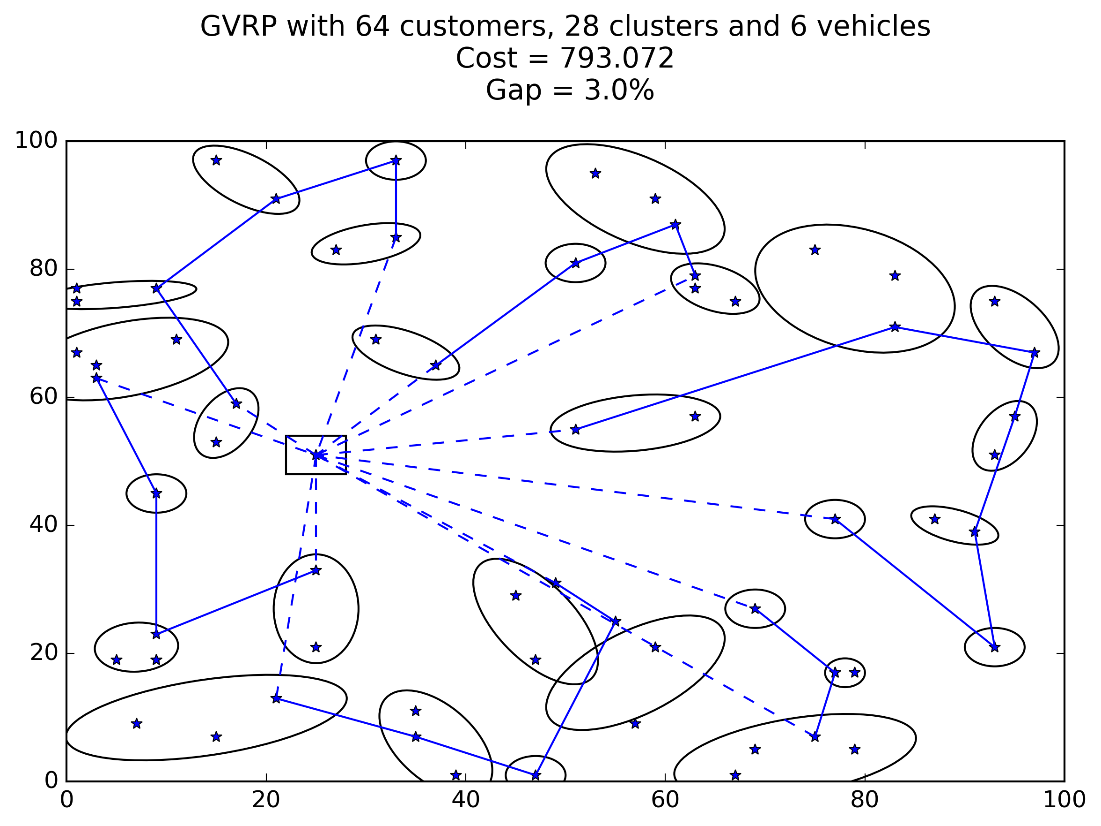 GVRP with 64 customers, 28 clusters and 6 vehicles
Cost = 793.072
Gap = 3.0%
100
80
60
40
20
0
0 20 40 60 80 100